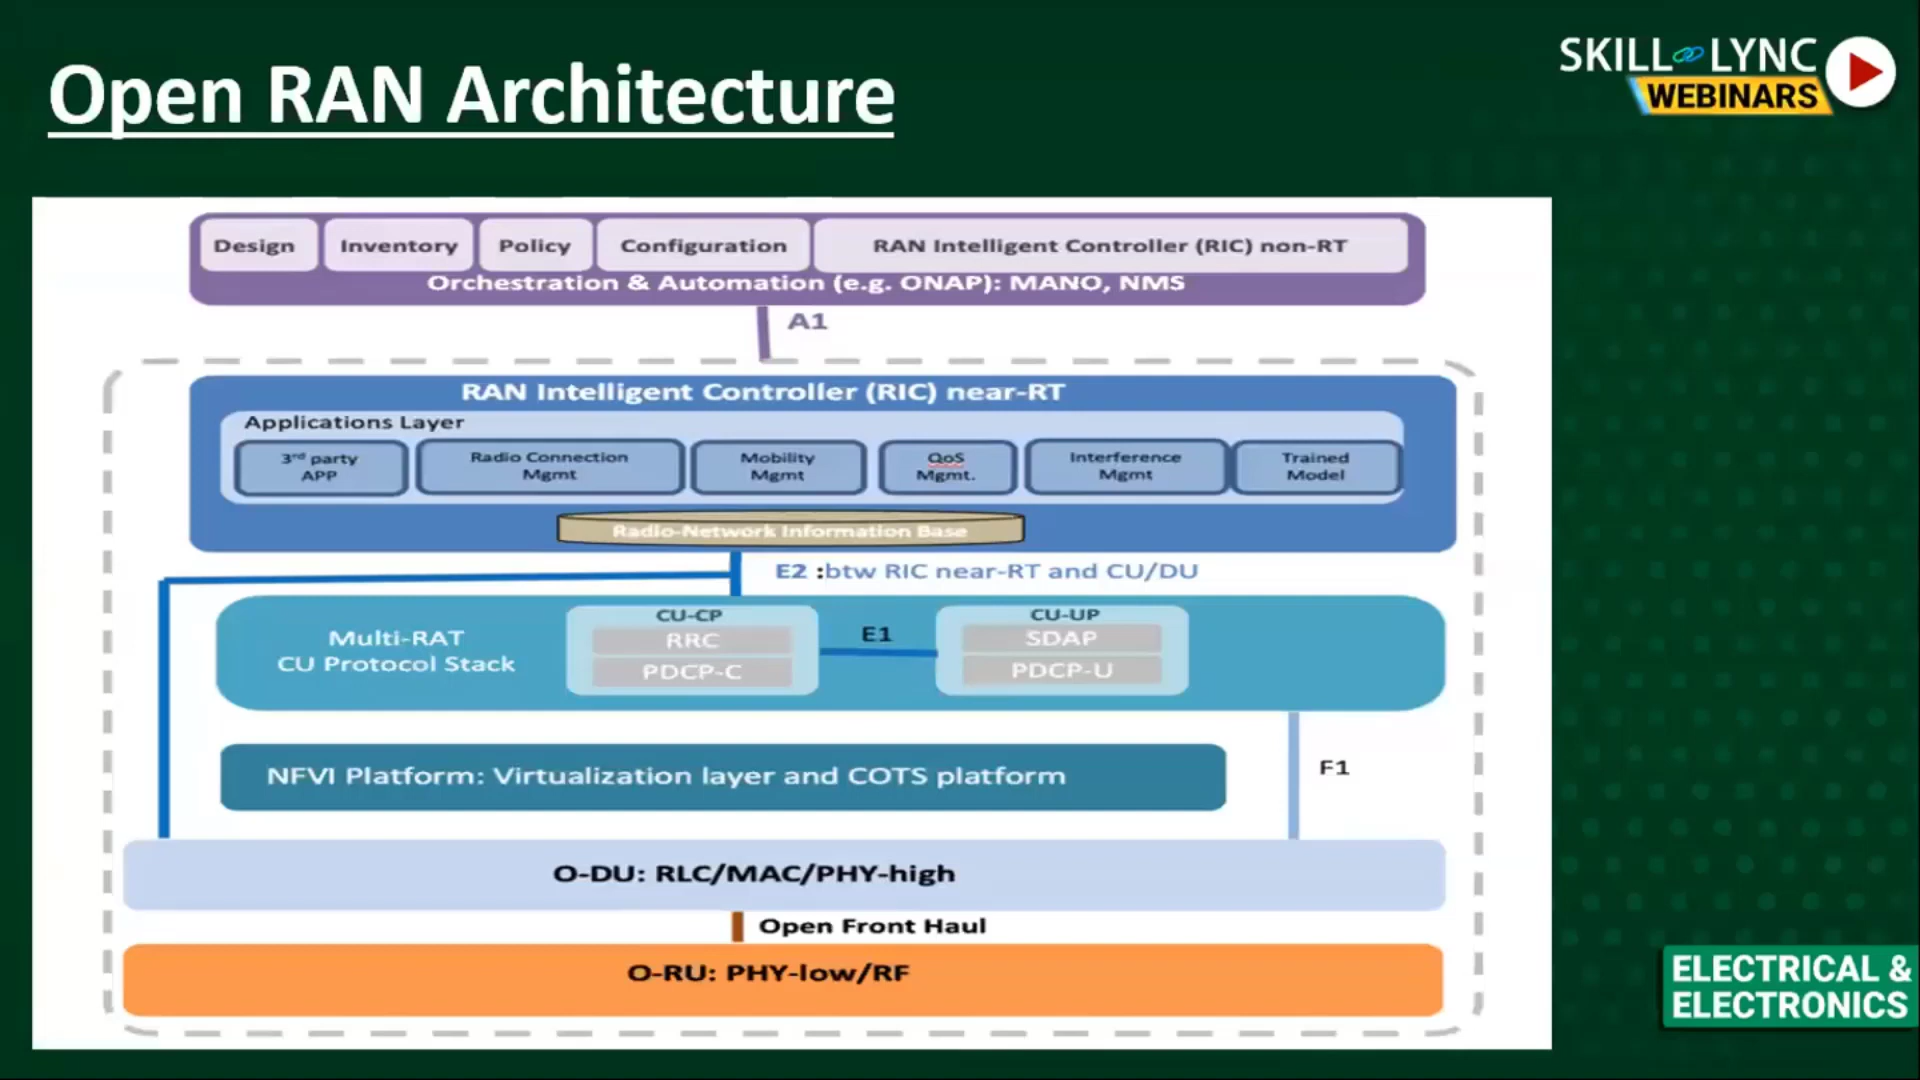 Open RAN Architecture
SKILL LYNC
WEBINARS
Design
Inventory
Policy
Configuration
RAN Intelligent Controller (RIC) non-RT
Orchestration & Automation (e.g. ONAP): MANO, NMS
A1
RAN Intelligent Controller (RIC) near-RT
Applications Layer
3rd party
APP
Radio Connection
Mgmt
Mobility
Mgmt
QoS
Mgmt.
Interference
Mgmt
Trained
Model
Radio-Network Information Base
E2 :btw RIC near-RT and CU/DU
Multi-RAT
CU Protocol Stack
CU-CP
RRC
PDCP-C
E1
CU-UP
SDAP
PDCP-U
NFVI Platform: Virtualization layer and COTS platform
F1
O-DU: RLC/MAC/PHY-high
Open Front Haul
O-RU: PHY-low/RF
ELECTRICAL &
ELECTRONICS